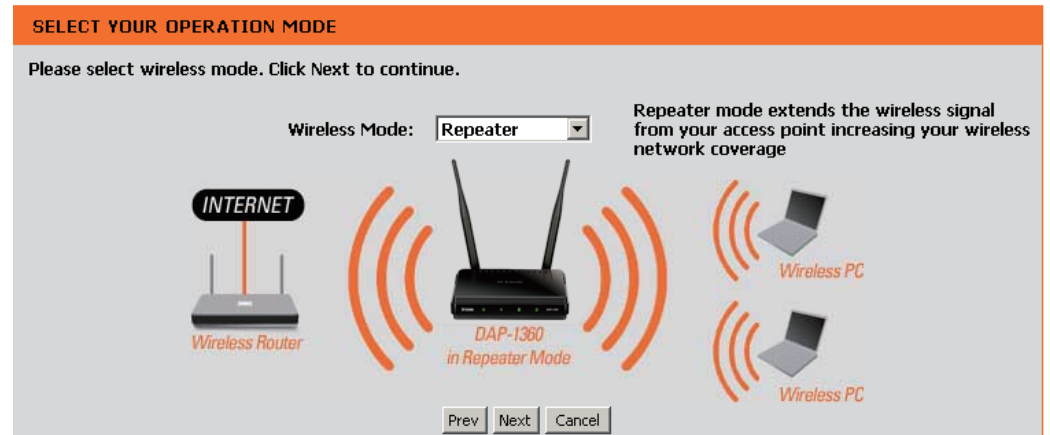 SELECT YOUR OPERATION MODE
Please select wireless mode. Click Next to continue.
Wireless Mode:
Repeater
Repeater mode extends the wireless signal
from your access point increasing your wireless
network coverage
INTERNET
Wireless Router
DAP-1360
in Repeater Mode
Wireless PC
Wireless PC
Prev
Next
Cancel